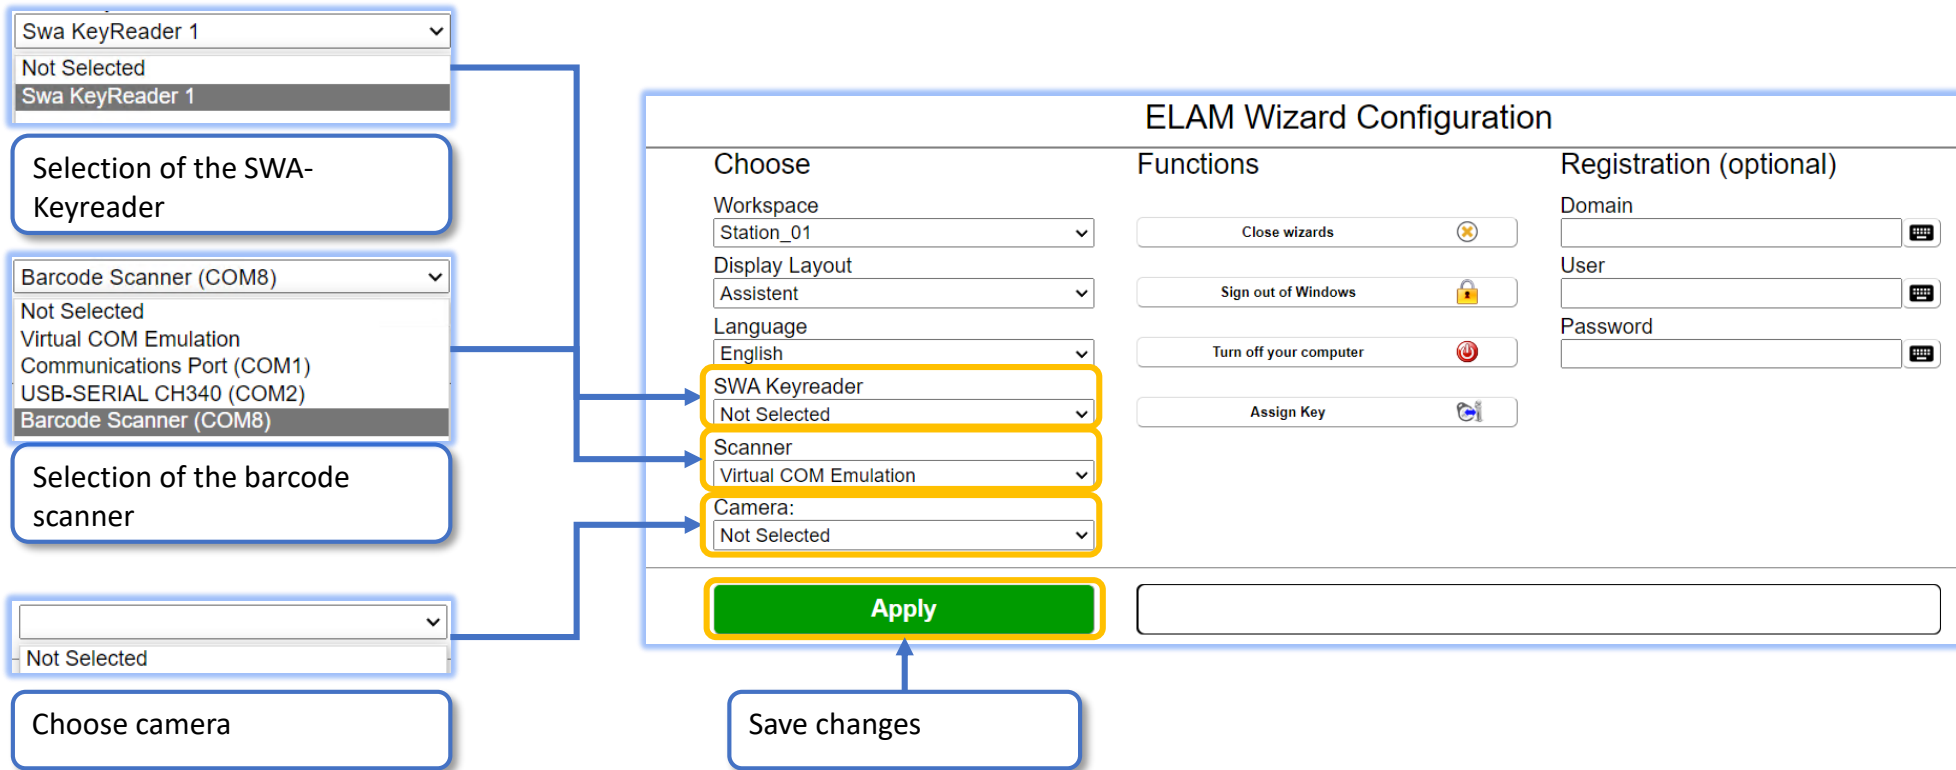 Swa KeyReader 1
Not Selected
Swa KeyReader 1
Selection of the SWA-
Keyreader
Barcode Scanner (COM8)
Not Selected
Virtual COM Emulation
Communications Port (COM1)
USB-SERIAL CH340 (COM2)
Barcode Scanner (COM8)
Selection of the barcode
scanner
Not Selected
Choose camera
ELAM Wizard Configuration
Choose
Workspace
Station_01
Display Layout
Assistent
Language
English
SWA Keyreader
Not Selected
Scanner
Virtual COM Emulation
Camera:
Not Selected
Functions
Close wizards
Sign out of Windows
Turn off your computer
Assign Key
Registration (optional)
Domain
User
Password
Apply
Save changes